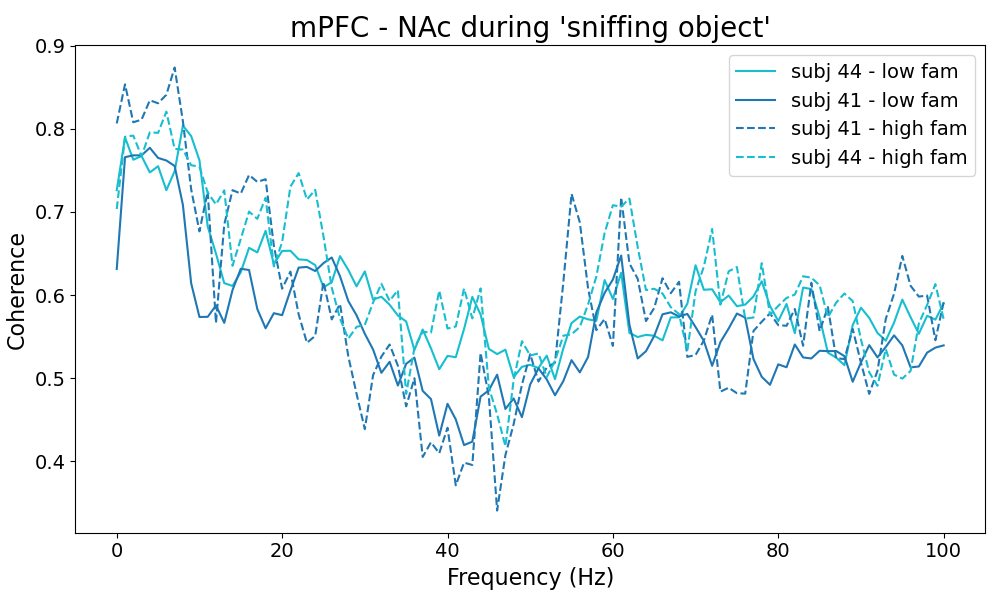 mPFC - NAc during 'sniffing object'
subj 44 - low fam
subj 41 - low fam
subj 41 - high fam
subj 44 - high fam
Coherence
0.9
0.8
0.7
0.6
0.5
0.4
0 20 40 60 80 100
Frequency (Hz)